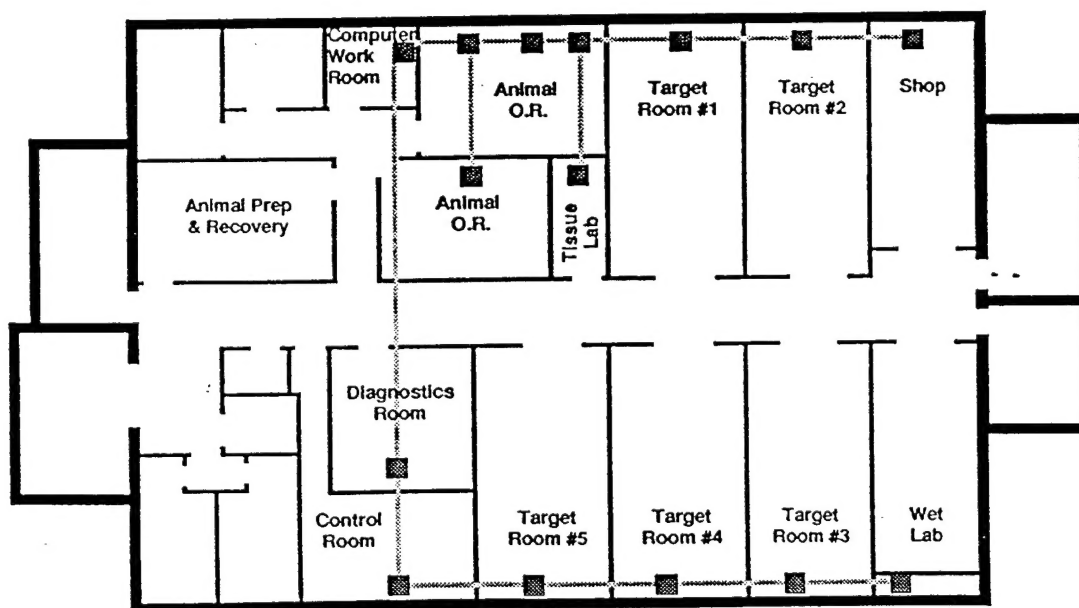 Computer
Work
Room
Animal
O.R.
Target
Room #1
Target
Room #2
Shop
Animal Prep
& Recovery
Animal
O.R.
Tissue
Lab
Diagnostics
Room
Control
Room
Target
Room #5
Target
Room #4
Target
Room #3
Wet
Lab